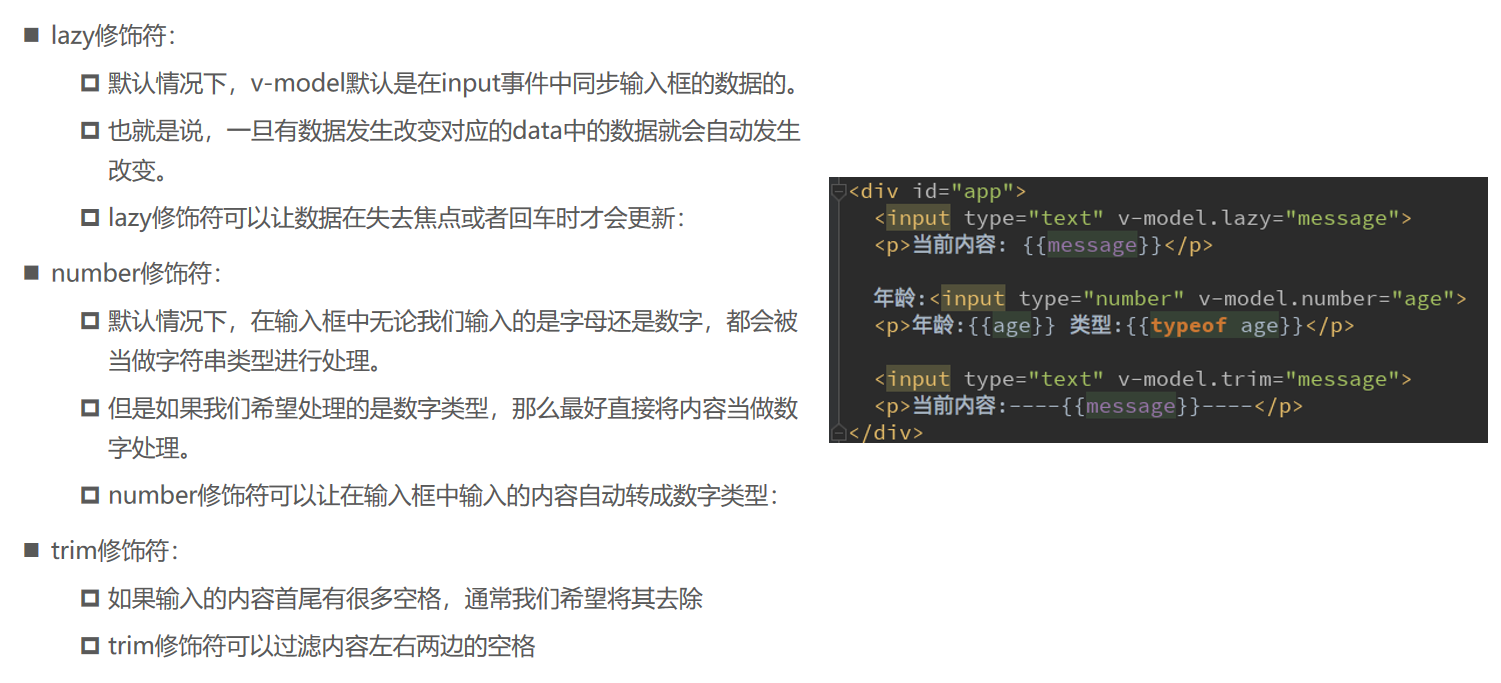 lazy修饰符：
默认情况下，v-model默认是在input事件中同步输入框的数据的。
也就是说，一旦有数据发生改变对应的data中的数据就会自动发生
改变。
lazy修饰符可以让数据在失去焦点或者回车时才会更新：
number修饰符：
默认情况下，在输入框中无论我们输入的是字母还是数字，都会被
当做字符串类型进行处理。
但是如果我们希望处理的是数字类型，那么最好直接将内容当做数
字处理。
number修饰符可以让在输入框中输入的内容自动转成数字类型：
trim修饰符：
如果输入的内容首尾有很多空格，通常我们希望将其去除
trim修饰符可以过滤内容左右两边的空格
<div id="app">
<input type="text" v-model.lazy="message">
<p>当前内容: {{message}}</p>
年龄:<input type="number" v-model.number="age">
<p>年龄:{{age}} 类型:{{typeof age}}</p>
<input type="text" v-model.trim="message">
<p>当前内容:----{{message}}----</p>
</div>